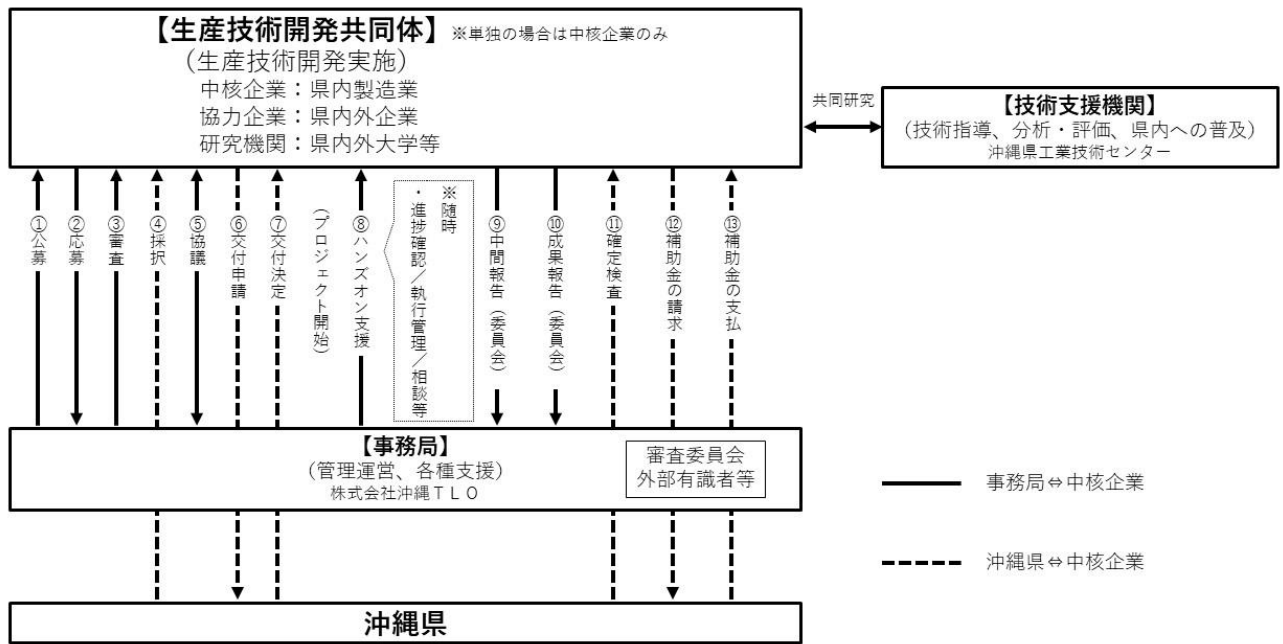 【生産技術開発共同体】 ※単独の場合は中核企業のみ
(生産技術開発実施)
中核企業：県内製造業
協力企業：県内外企業
研究機関：県内外大学等
共同研究
【技術支援機関】
(技術指導、分析・評価、県内への普及)
沖縄県工業技術センター
①公募
②応募
③審査
④採択
⑤協議
⑥交付申請
⑦交付決定
(プロジェクト開始)
⑧ハンズオン支援
※随時
・進捗確認／執行管理／相談等
⑨中間報告（委員会）
⑩成果報告（委員会）
⑪確定検査
⑫補助金の請求
⑬補助金の支払
【事務局】
(管理運営、各種支援)
株式会社沖縄ＴＬＯ
審査委員会
外部有識者等
事務局⇔中核企業
沖縄県⇔中核企業
沖縄県